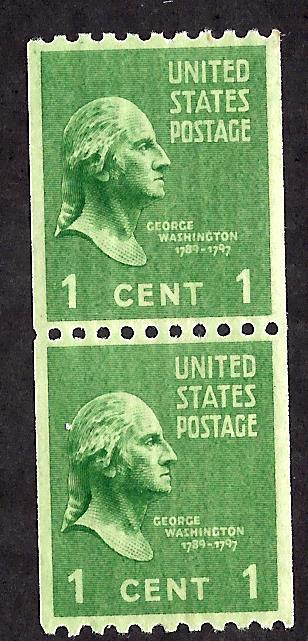 UNITED
STATES
POSTAGE
GEORGE
WASHINGTON
1789-1797
1 CENT 1
UNITED
STATES
POSTAGE
GEORGE
WASHINGTON
1789-1797
1 CENT 1